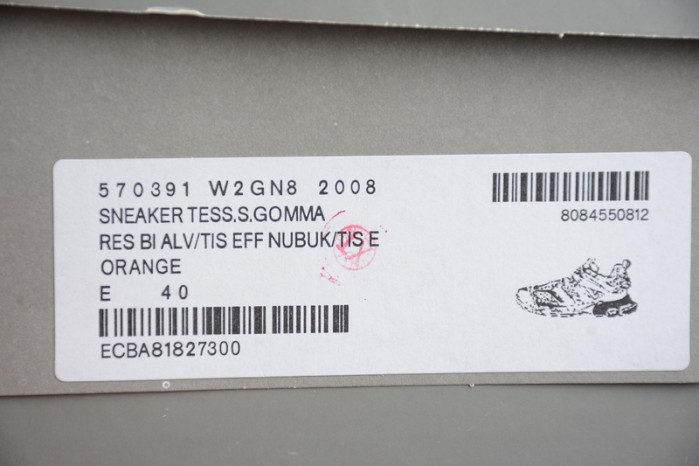 570391 W2GN8 2008
SNEAKER TESS.S.GOMMA
RES BI ALV/TIS EFF NUBUK/TIS E
ORANGE
E 40
ECBA81827300
8084550812